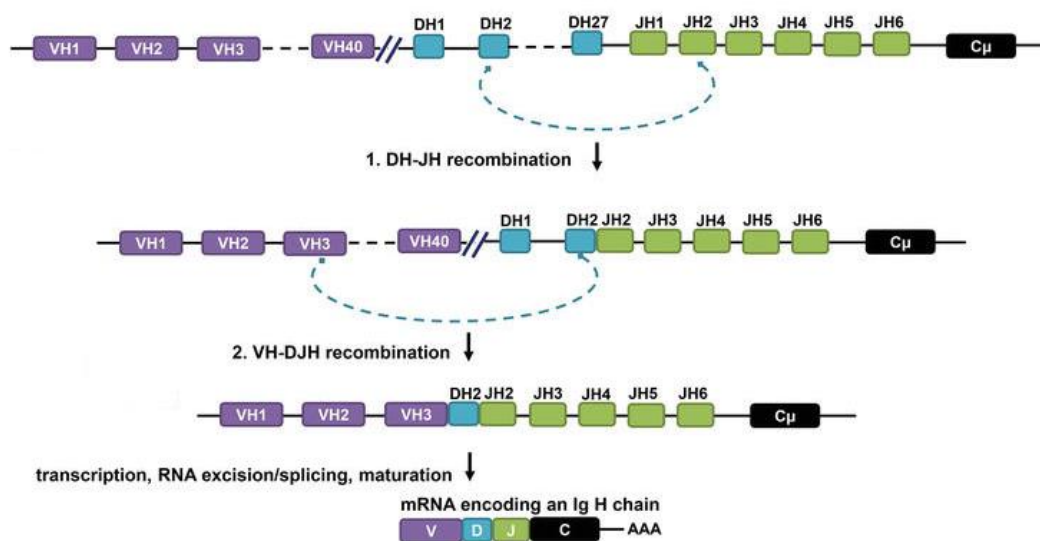 DH1 DH2 DH27 JH1 JH2 JH3 JH4 JH5 JH6
VH1 VH2 VH3 VH40 Cμ
1. DH-JH recombination
DH1 DH2 JH2 JH3 JH4 JH5 JH6
VH1 VH2 VH3 VH40 Cμ
2. VH-DJH recombination
DH2 JH2 JH3 JH4 JH5 JH6
VH1 VH2 VH3 Cμ
transcription, RNA excision/splicing, maturation
mRNA encoding an Ig H chain
V D J C AAA